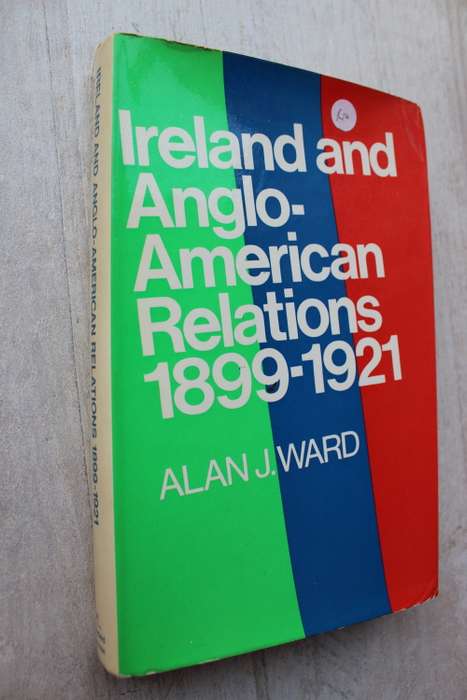 Ireland and
Anglo-
American
Relations
1899-1921
ALAN J. WARD
IRELAND AND ANGLO-AMERICAN RELATIONS 1899-1921